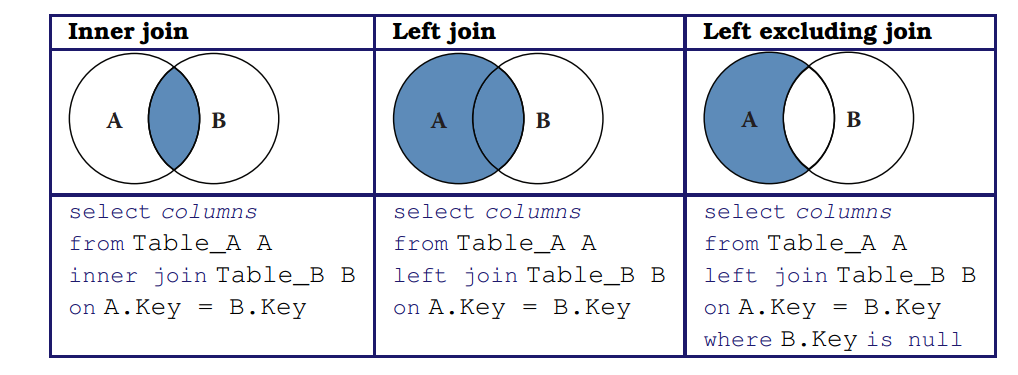 Inner join
A B
select columns
from Table_A A
inner join Table_B B
on A.Key = B.Key
Left join
A B
select columns
from Table_A A
left join Table_B B
on A.Key = B.Key
Left excluding join
A B
select columns
from Table_A A
left join Table_B B
on A.Key = B.Key
where B.Key is null